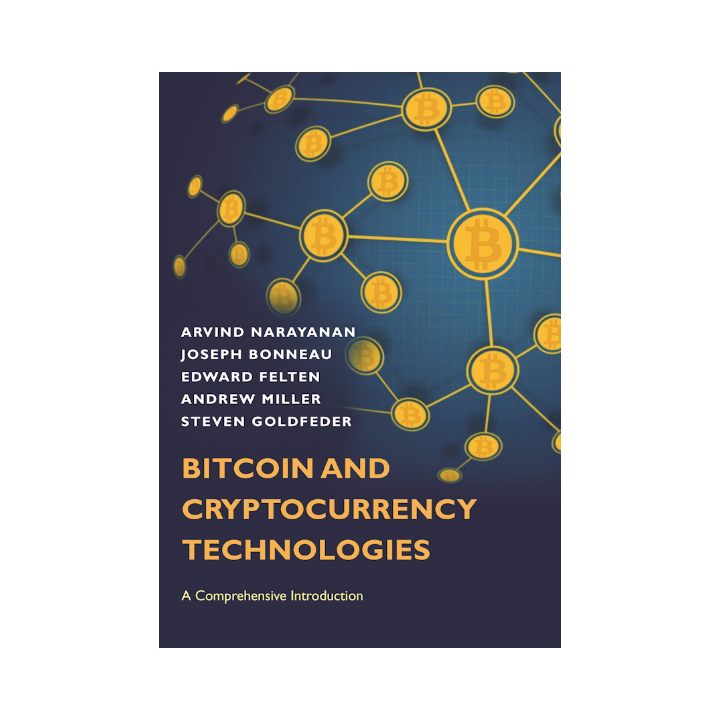 ARVIND NARAYANAN
JOSEPH BONNEAU
EDWARD FELTEN
ANDREW MILLER
STEVEN GOLDFEDER
BITCOIN AND
CRYPTOCURRENCY
TECHNOLOGIES
A Comprehensive Introduction